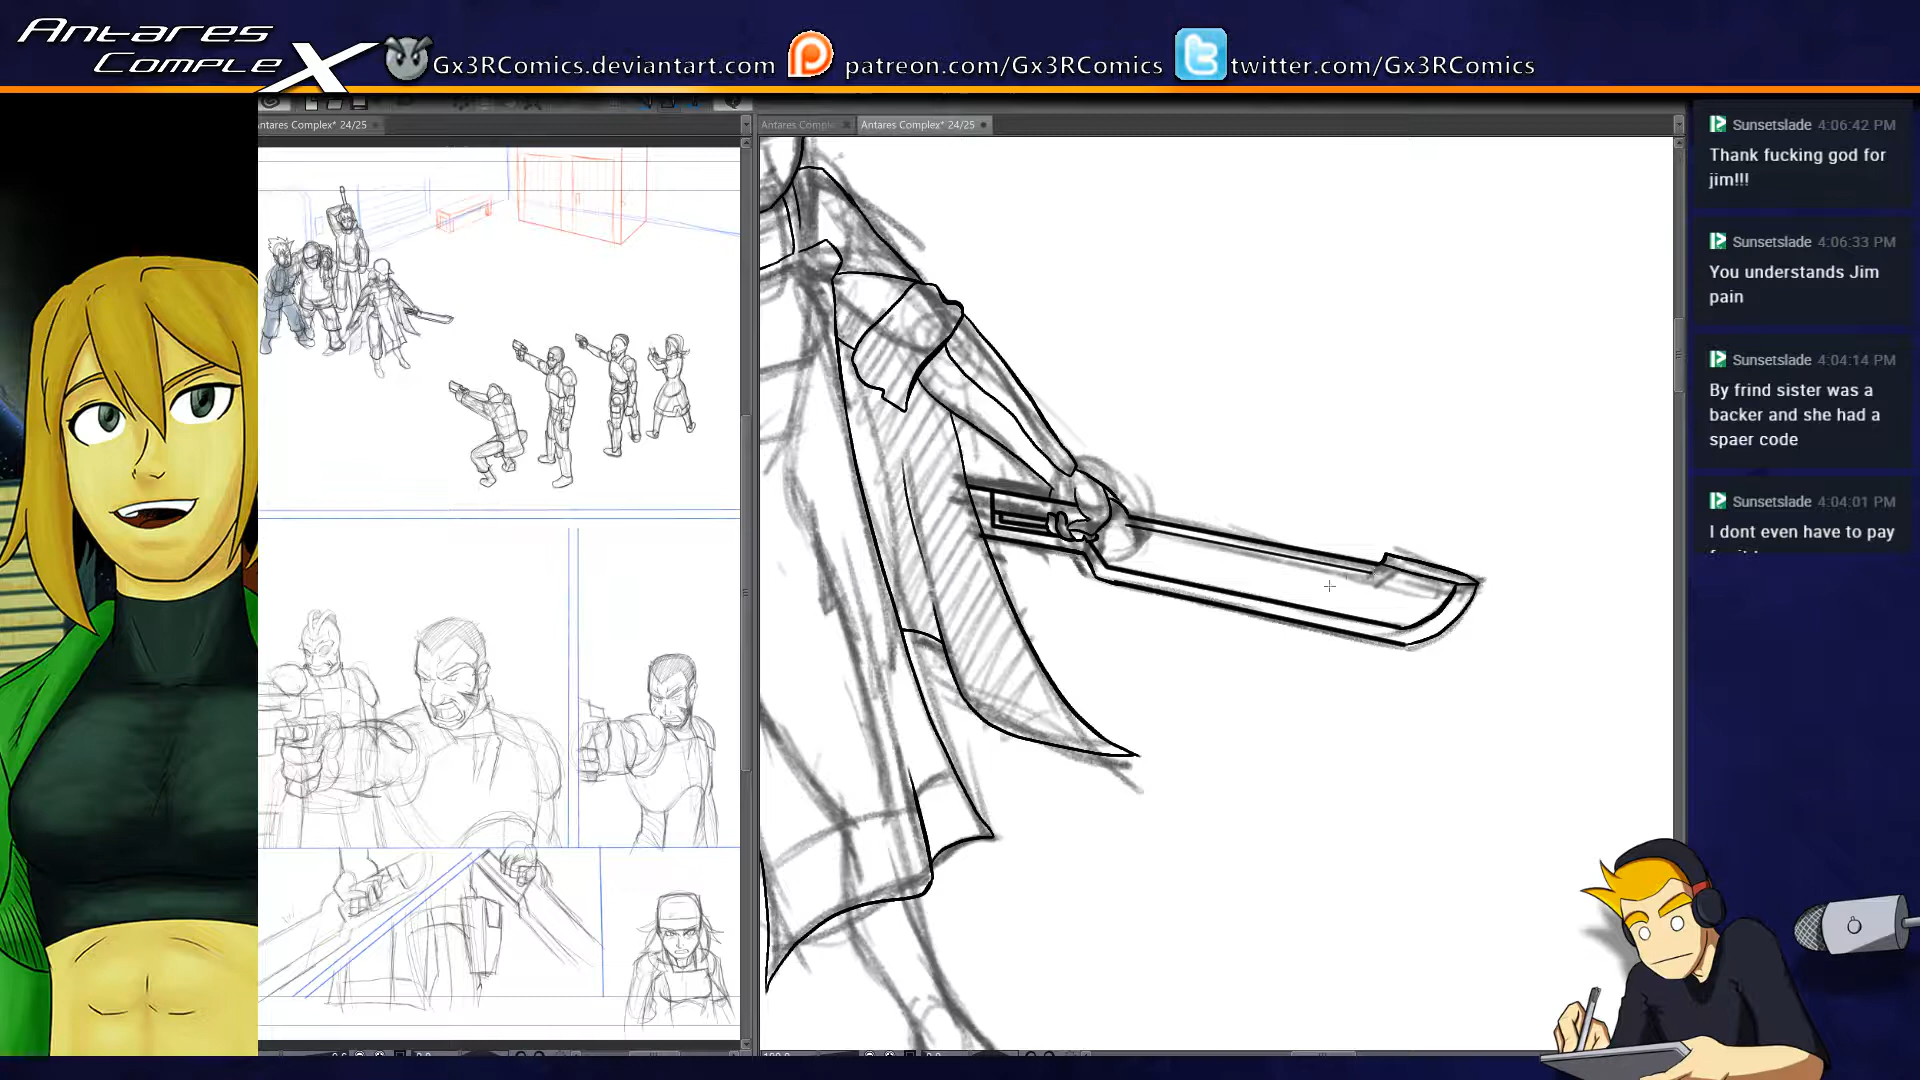 Antares
Complex
Gx3RComics.deviantart.com
patreon.com/Gx3RComics
twitter.com/Gx3RComics
ntares Complex* 24/25
Antares Comple
Antares Complex* 24/25
Sunsetslade 4:06:42 PM
Thank fucking god for
jim!!!
Sunsetslade 4:06:33 PM
You understands Jim
pain
Sunsetslade 4:04:14 PM
By frind sister was a
backer and she had a
spaer code
Sunsetslade 4:04:01 PM
I dont even have to pay